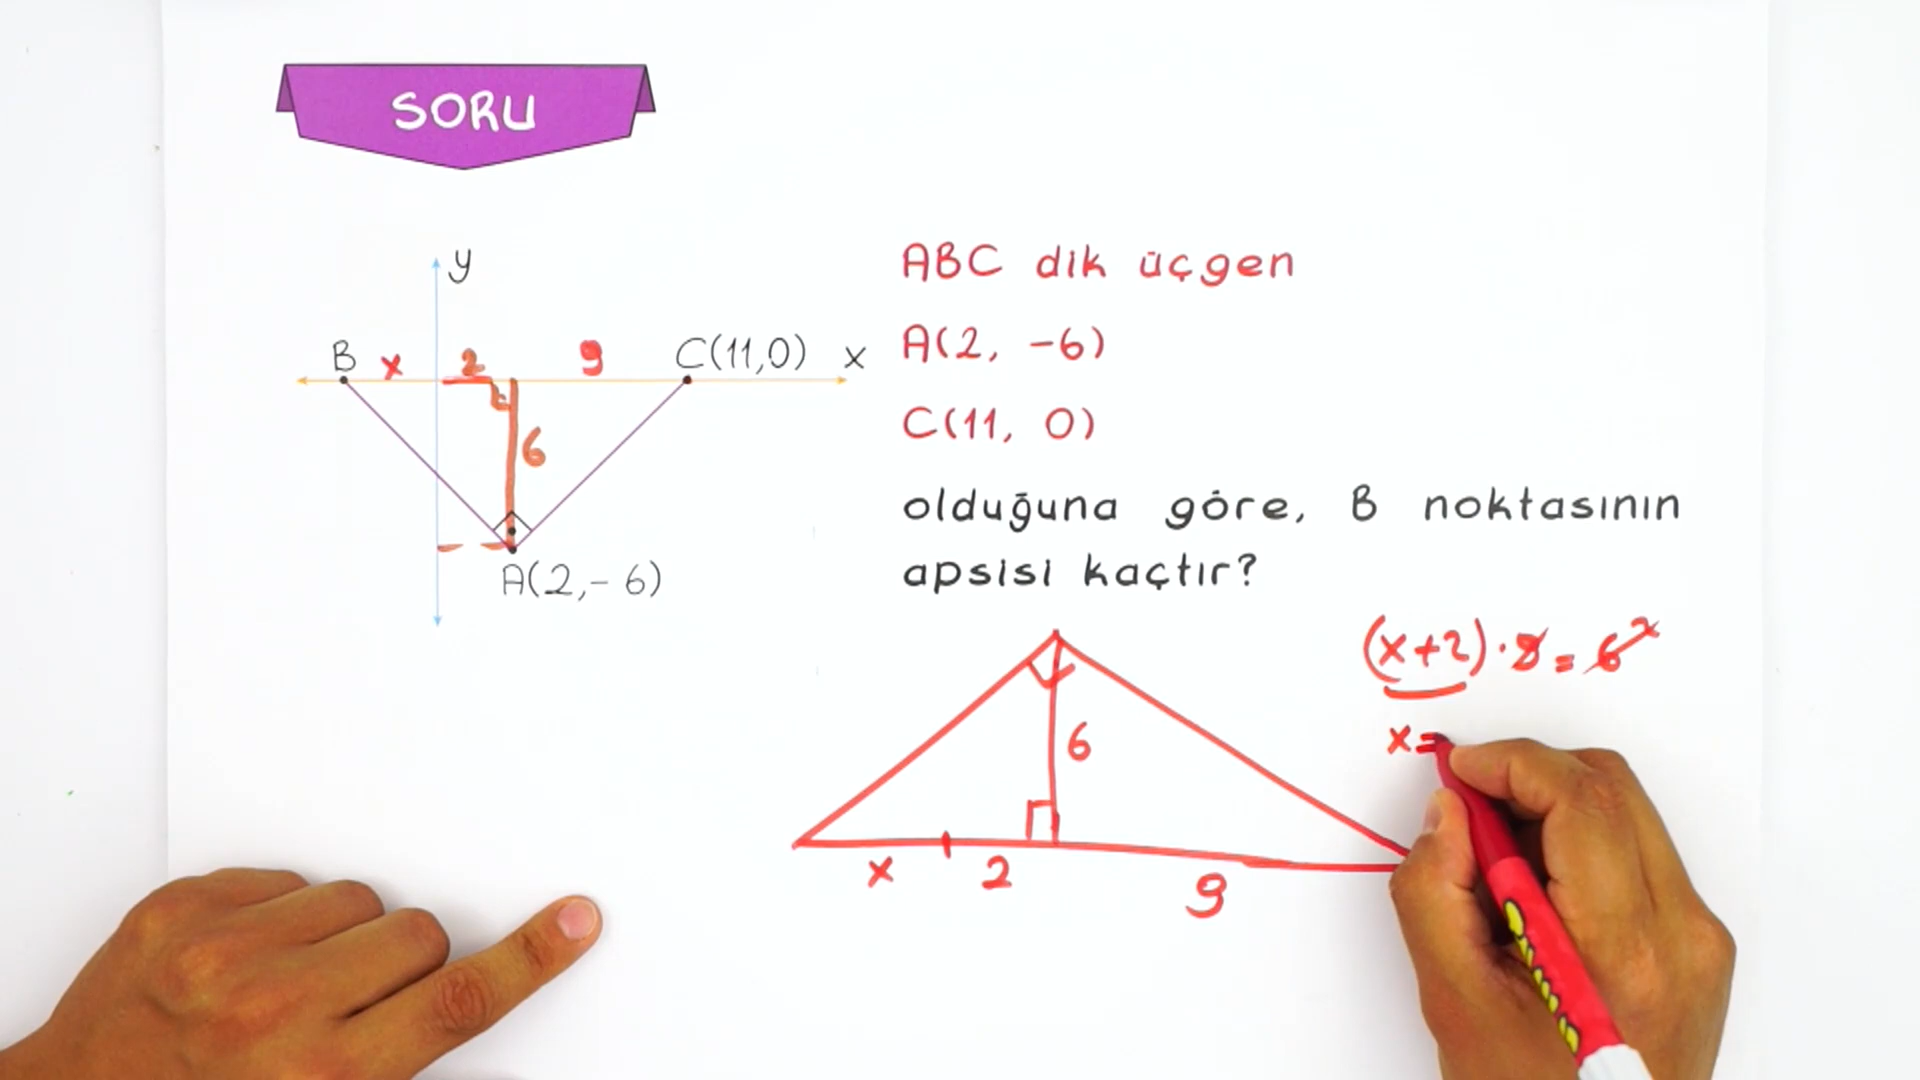 SORU
y
B x 2 9 C(11,0) x
6
A(2,-6)
ABC dik üçgen
A(2, -6)
C(11, 0)
olduğuna göre, B noktasının
apsisi kaçtır?
(x+2)·9=6²
x=
6
x 2 9